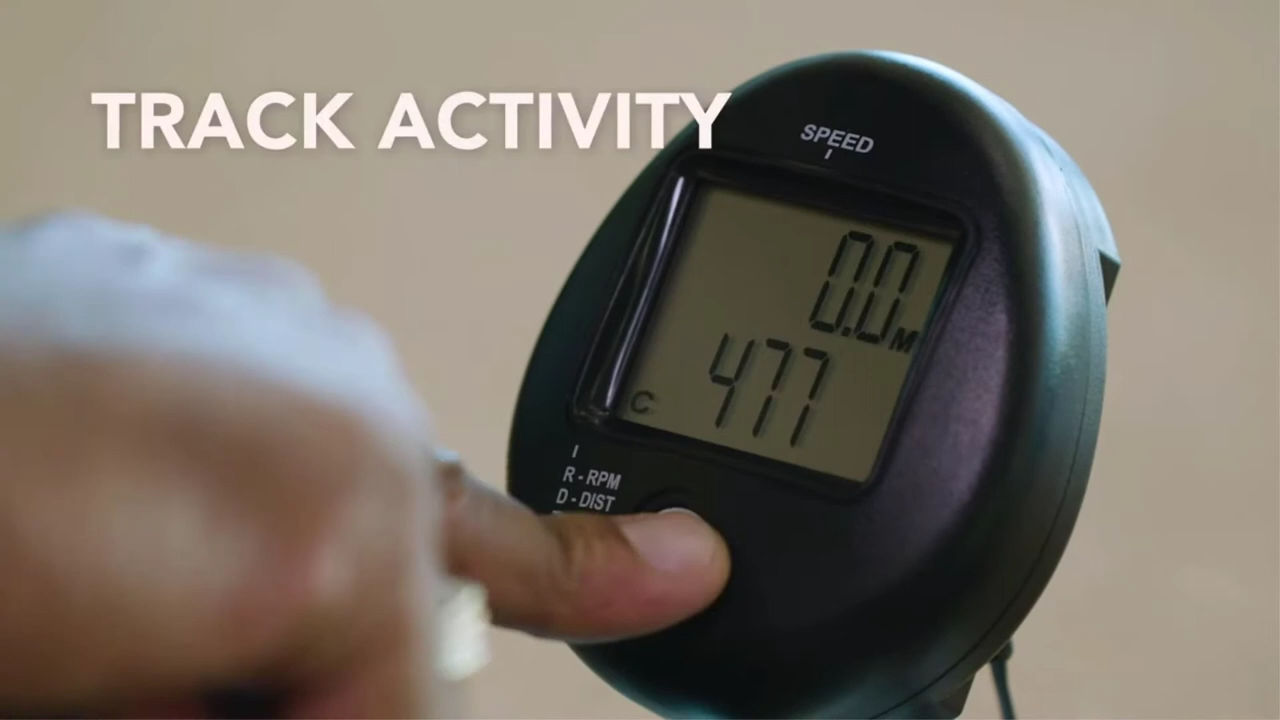 TRACK ACTIVITY
SPEED
0.0 M
C 477
R - RPM
D - DIST